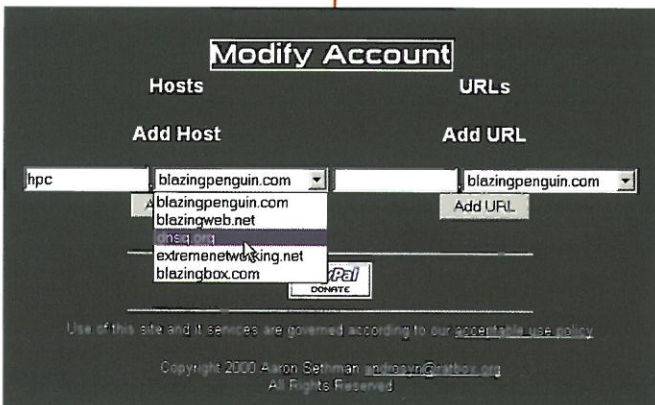 Modify Account
Hosts
URLs
Add Host
Add URL
hpc . blazingpenguin.com
. blazingpenguin.com
A
Add URL
blazingpenguin.com
blazingweb.net
dnsq.org
extremenetworking.net
blazingbox.com
Pal
DONATE
Use of this site and it services are governed according to our acceptable use policy
Copyright 2000 Aaron Sethman androsyn@ratbox.org
All Rights Reserved